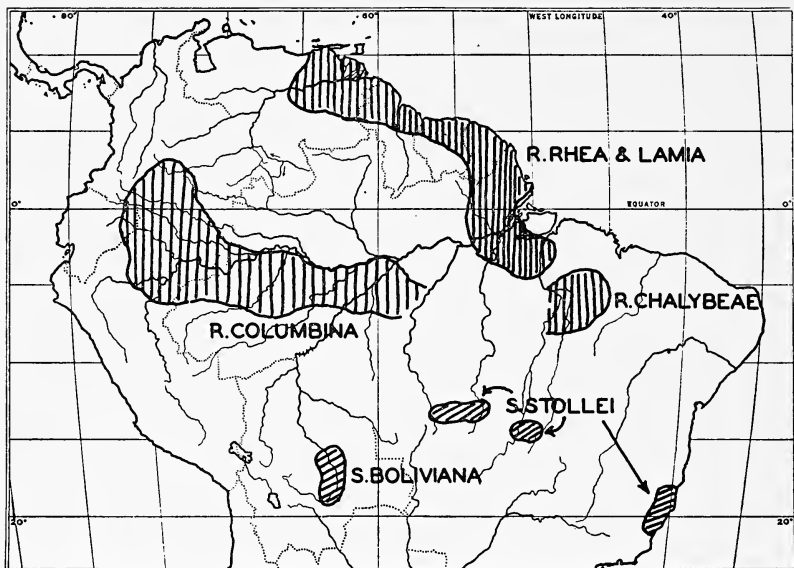 80°
60°
WEST LONGITUDE
40°
R.RHEA & LAMIA
0°
EQUATOR
0°
R.CHALYBEAE
R.COLUMBINA
S.STOLLEI
S.BOLIVIANA
20°
20°